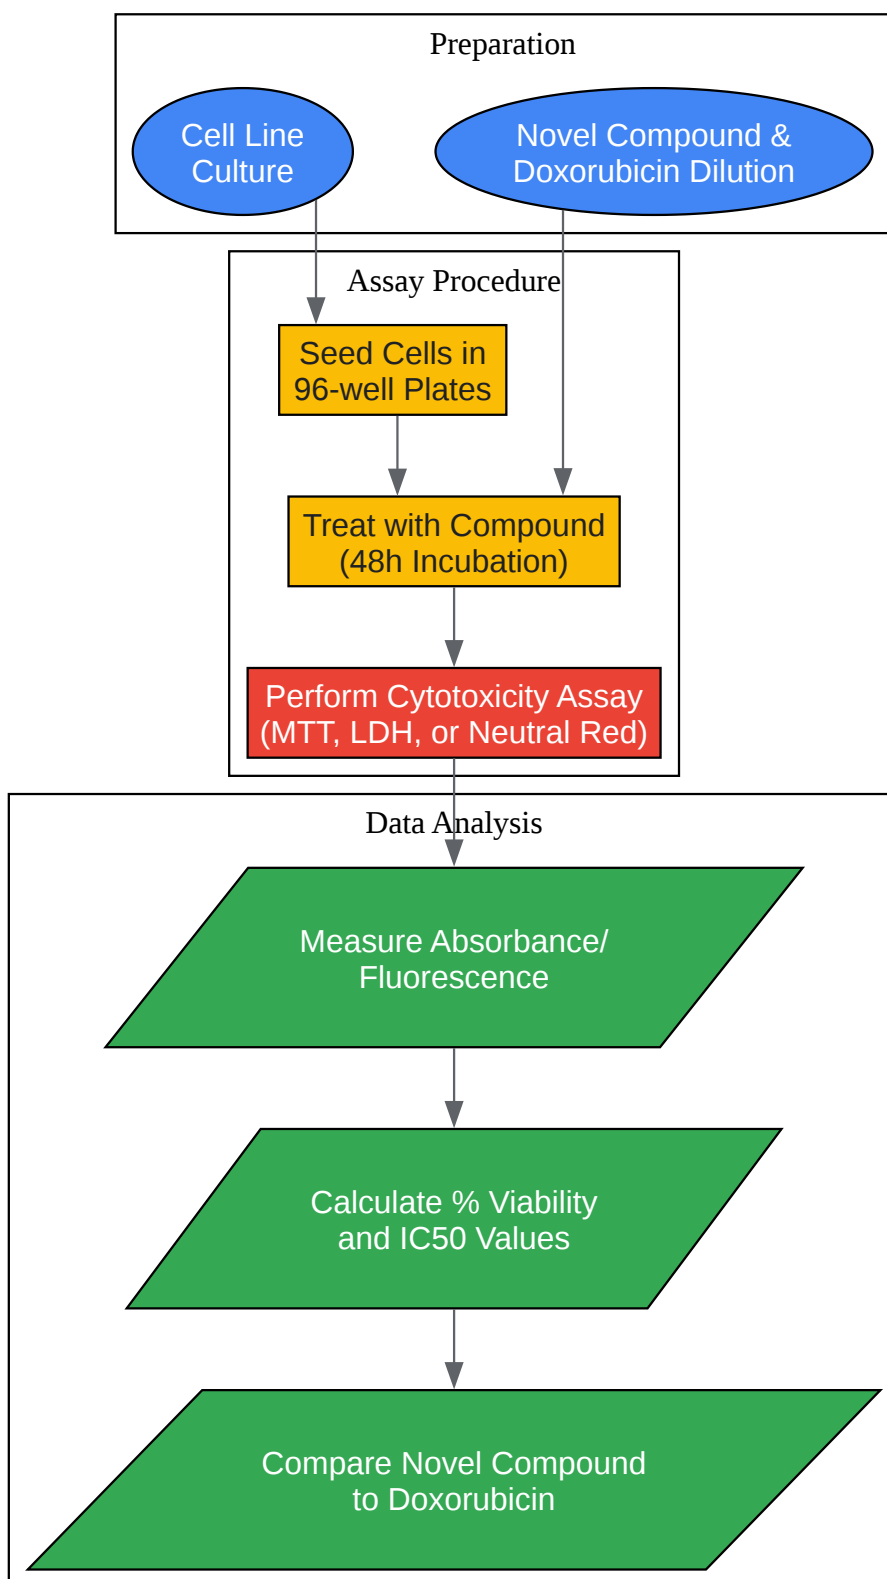 Preparation
Cell Line
Culture
Novel Compound &
Doxorubicin Dilution
Assay Procedure
Seed Cells in
96-well Plates
Treat with Compound
(48h Incubation)
Perform Cytotoxicity Assay
(MTT, LDH, or Neutral Red)
Data Analysis
Measure Absorbance/
Fluorescence
Calculate % Viability
and IC50 Values
Compare Novel Compound
to Doxorubicin